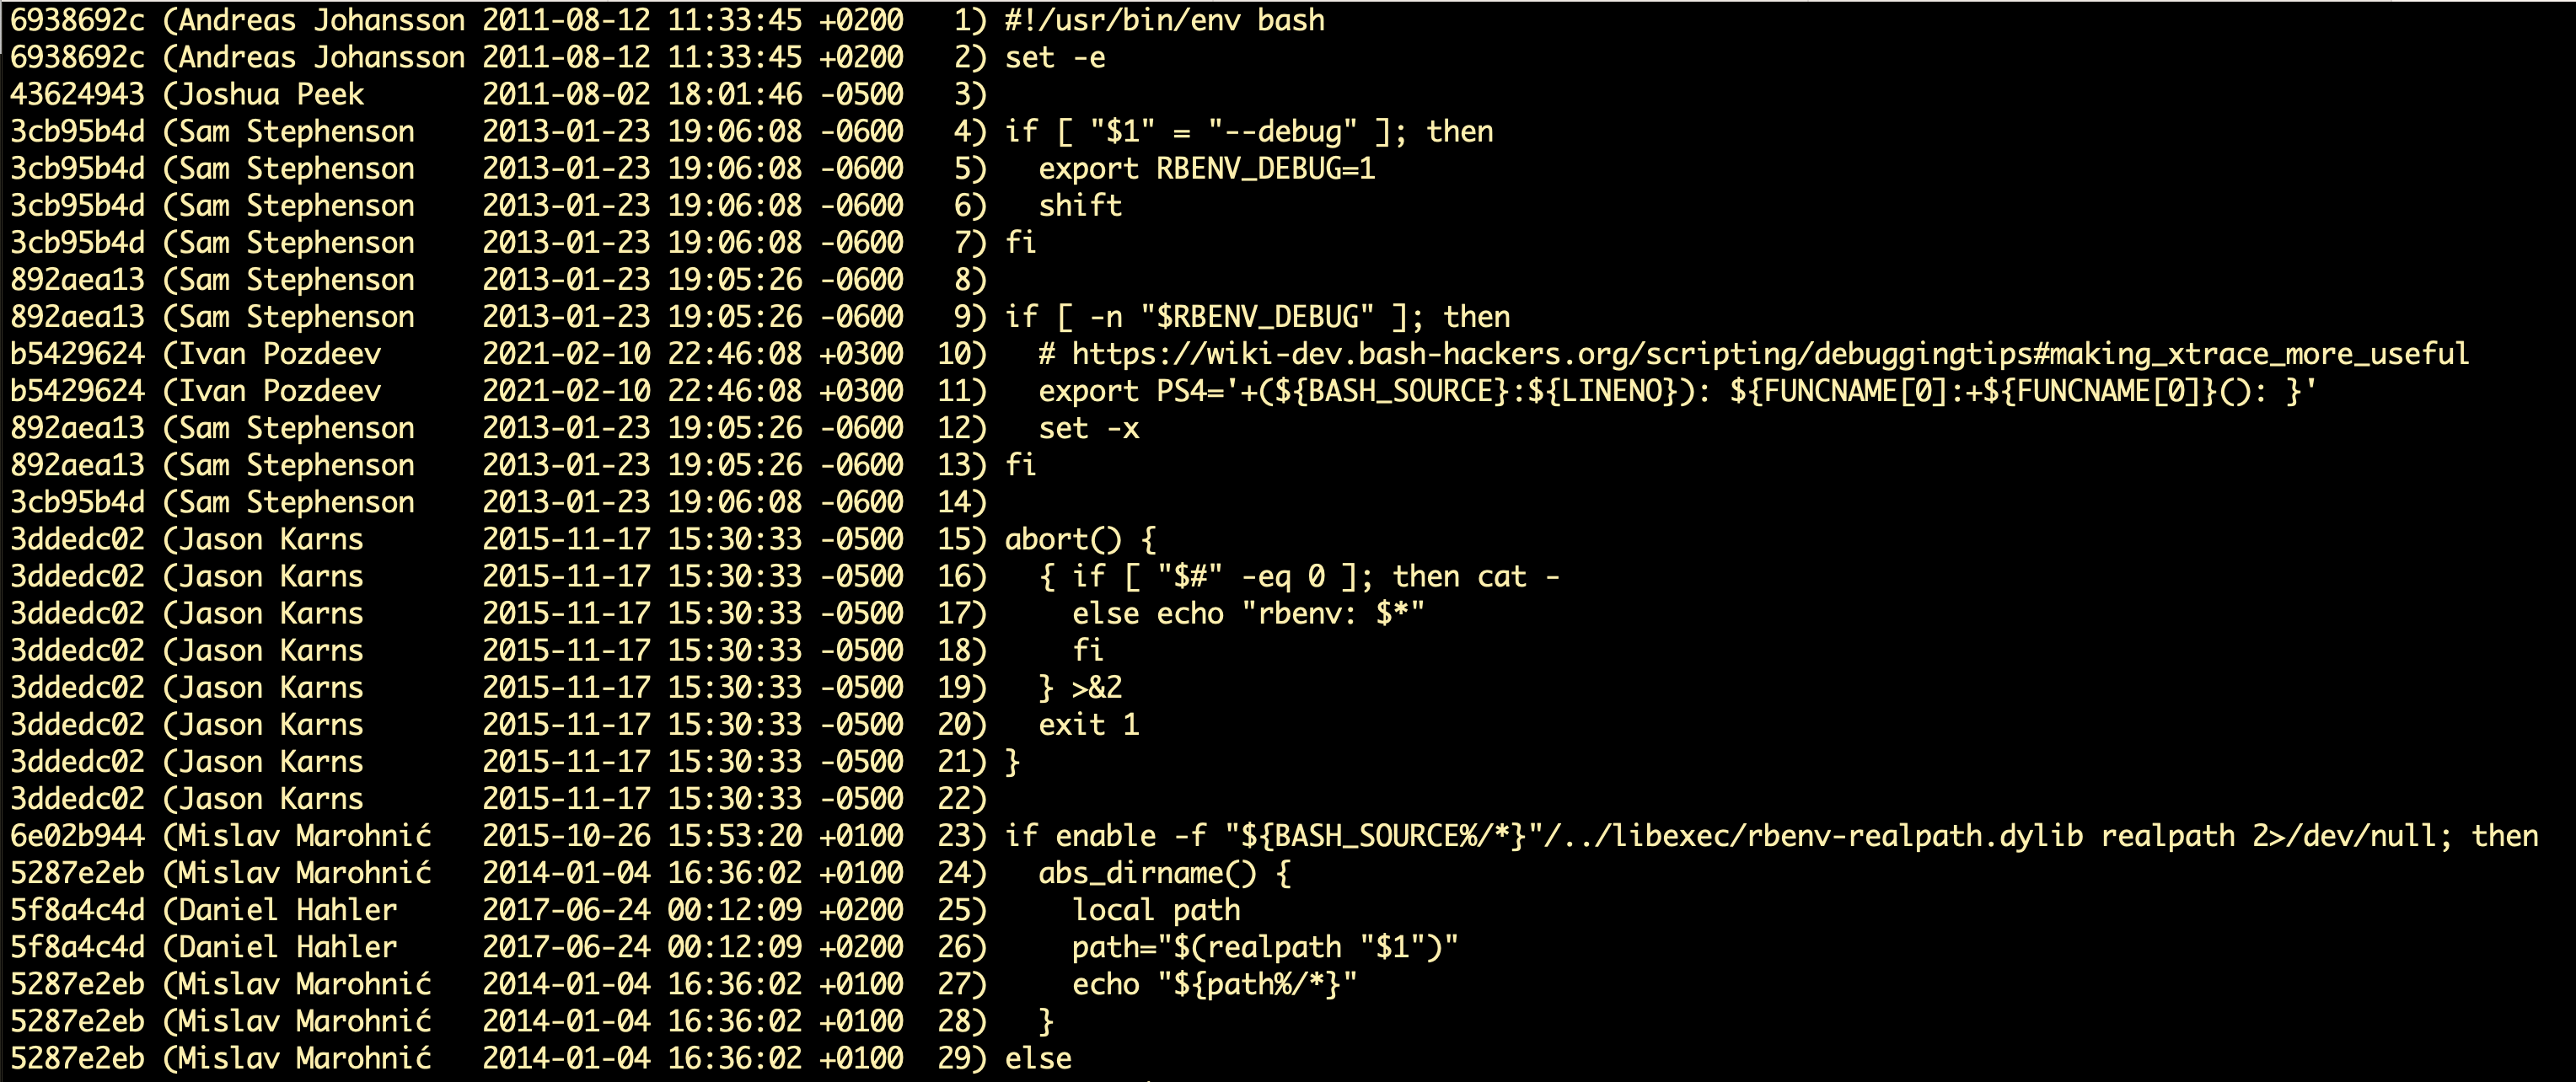 6938692c (Andreas Johansson 2011-08-12 11:33:45 +0200   1) #!/usr/bin/env bash
6938692c (Andreas Johansson 2011-08-12 11:33:45 +0200   2) set -e
43624943 (Joshua Peek       2011-08-02 18:01:46 -0500   3)
3cb95b4d (Sam Stephenson    2013-01-23 19:06:08 -0600   4) if [ "$1" = "--debug" ]; then
3cb95b4d (Sam Stephenson    2013-01-23 19:06:08 -0600   5)   export RBENV_DEBUG=1
3cb95b4d (Sam Stephenson    2013-01-23 19:06:08 -0600   6)   shift
3cb95b4d (Sam Stephenson    2013-01-23 19:06:08 -0600   7) fi
892aea13 (Sam Stephenson    2013-01-23 19:05:26 -0600   8)
892aea13 (Sam Stephenson    2013-01-23 19:05:26 -0600   9) if [ -n "$RBENV_DEBUG" ]; then
b5429624 (Ivan Pozdeev      2021-02-10 22:46:08 +0300  10)   # https://wiki-dev.bash-hackers.org/scripting/debuggingtips#making_xtrace_more_useful
b5429624 (Ivan Pozdeev      2021-02-10 22:46:08 +0300  11)   export PS4='+(${BASH_SOURCE}:${LINENO}): ${FUNCNAME[0]:+${FUNCNAME[0]}(): }'
892aea13 (Sam Stephenson    2013-01-23 19:05:26 -0600  12)   set -x
892aea13 (Sam Stephenson    2013-01-23 19:05:26 -0600  13) fi
3cb95b4d (Sam Stephenson    2013-01-23 19:06:08 -0600  14)
3ddedc02 (Jason Karns       2015-11-17 15:30:33 -0500  15) abort() {
3ddedc02 (Jason Karns       2015-11-17 15:30:33 -0500  16)   { if [ "$#" -eq 0 ]; then cat -
3ddedc02 (Jason Karns       2015-11-17 15:30:33 -0500  17)     else echo "rbenv: $*"
3ddedc02 (Jason Karns       2015-11-17 15:30:33 -0500  18)     fi
3ddedc02 (Jason Karns       2015-11-17 15:30:33 -0500  19)   } >&2
3ddedc02 (Jason Karns       2015-11-17 15:30:33 -0500  20)   exit 1
3ddedc02 (Jason Karns       2015-11-17 15:30:33 -0500  21) }
3ddedc02 (Jason Karns       2015-11-17 15:30:33 -0500  22)
6e02b944 (Mislav Marohnić   2015-10-26 15:53:20 +0100  23) if enable -f "${BASH_SOURCE%/*}"/../libexec/rbenv-realpath.dylib realpath 2>/dev/null; then
5287e2eb (Mislav Marohnić   2014-01-04 16:36:02 +0100  24)   abs_dirname() {
5f8a4c4d (Daniel Hahler     2017-06-24 00:12:09 +0200  25)     local path
5f8a4c4d (Daniel Hahler     2017-06-24 00:12:09 +0200  26)     path="$(realpath "$1")"
5287e2eb (Mislav Marohnić   2014-01-04 16:36:02 +0100  27)     echo "${path%/*}"
5287e2eb (Mislav Marohnić   2014-01-04 16:36:02 +0100  28)   }
5287e2eb (Mislav Marohnić   2014-01-04 16:36:02 +0100  29) else